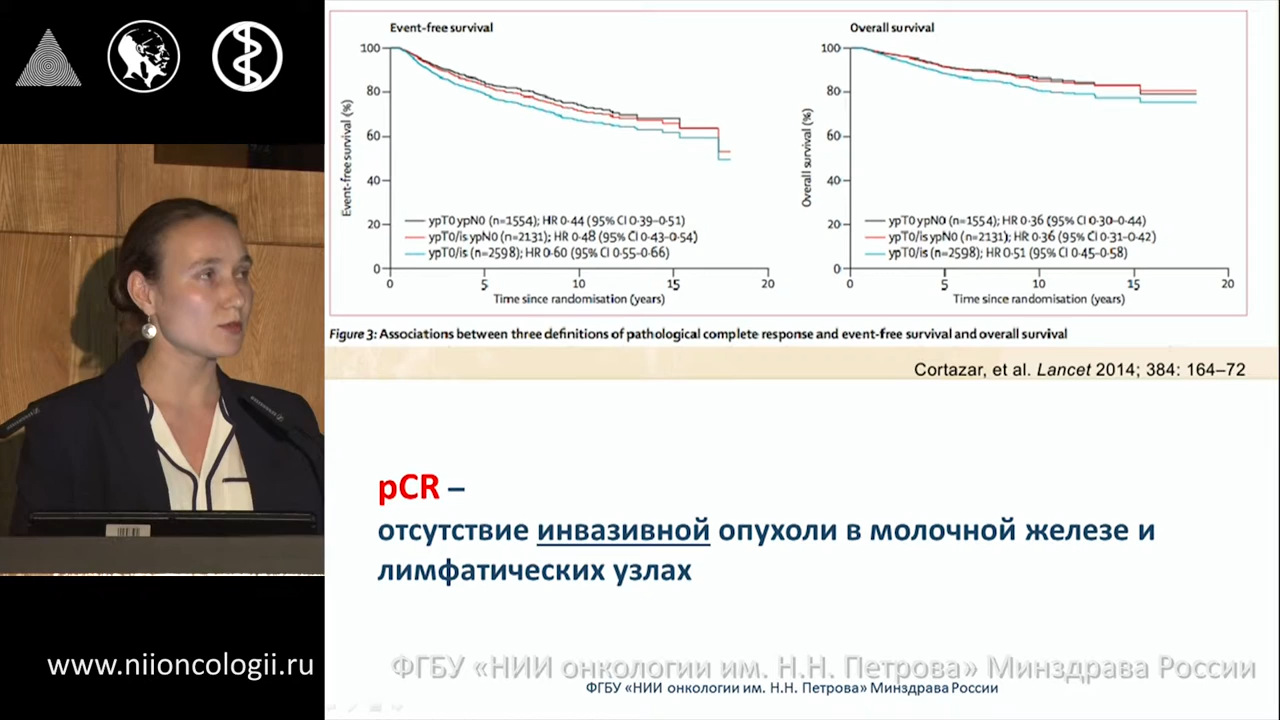 Event-free survival
100
80
60
40
20
0
Event-free survival (%)
ypT0 ypN0 (n=1554); HR 0·44 (95% CI 0·39–0·51)
ypT0/is ypN0 (n=2131); HR 0·48 (95% CI 0·43–0·54)
ypT0/is (n=2598); HR 0·60 (95% CI 0·55–0·66)
0 5 10 15 20
Time since randomisation (years)
Overall survival
100
80
60
40
20
0
Overall survival (%)
ypT0 ypN0 (n=1554); HR 0·36 (95% CI 0·30–0·44)
ypT0/is ypN0 (n=2131); HR 0·36 (95% CI 0·31–0·42)
ypT0/is (n=2598); HR 0·51 (95% CI 0·45–0·58)
0 5 10 15 20
Time since randomisation (years)
Figure 3: Associations between three definitions of pathological complete response and event-free survival and overall survival
Cortazar, et al. Lancet 2014; 384: 164–72
pCR –
отсутствие инвазивной опухоли в молочной железе и
лимфатических узлах
www.niioncologii.ru
ФГБУ «НИИ онкологии им. Н.Н. Петрова» Минздрава России
ФГБУ «НИИ онкологии им. Н.Н. Петрова» Минздрава России